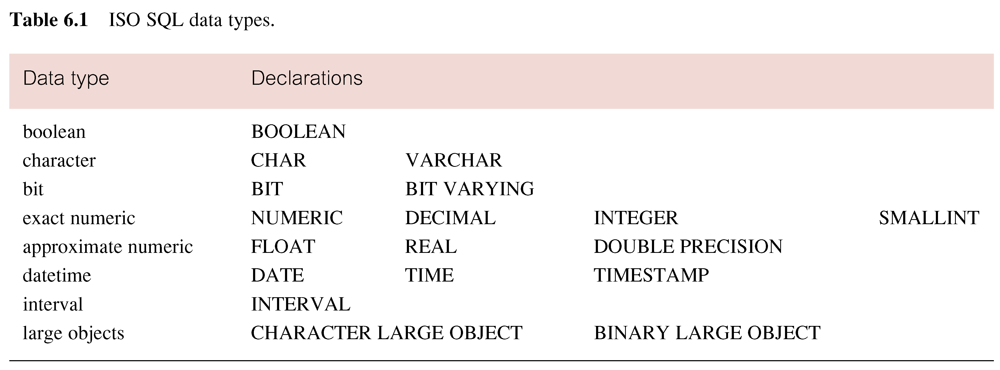 Table 6.1 ISO SQL data types.
Data type Declarations
boolean BOOLEAN
character CHAR VARCHAR
bit BIT BIT VARYING
exact numeric NUMERIC DECIMAL INTEGER SMALLINT
approximate numeric FLOAT REAL DOUBLE PRECISION
datetime DATE TIME TIMESTAMP
interval INTERVAL
large objects CHARACTER LARGE OBJECT BINARY LARGE OBJECT